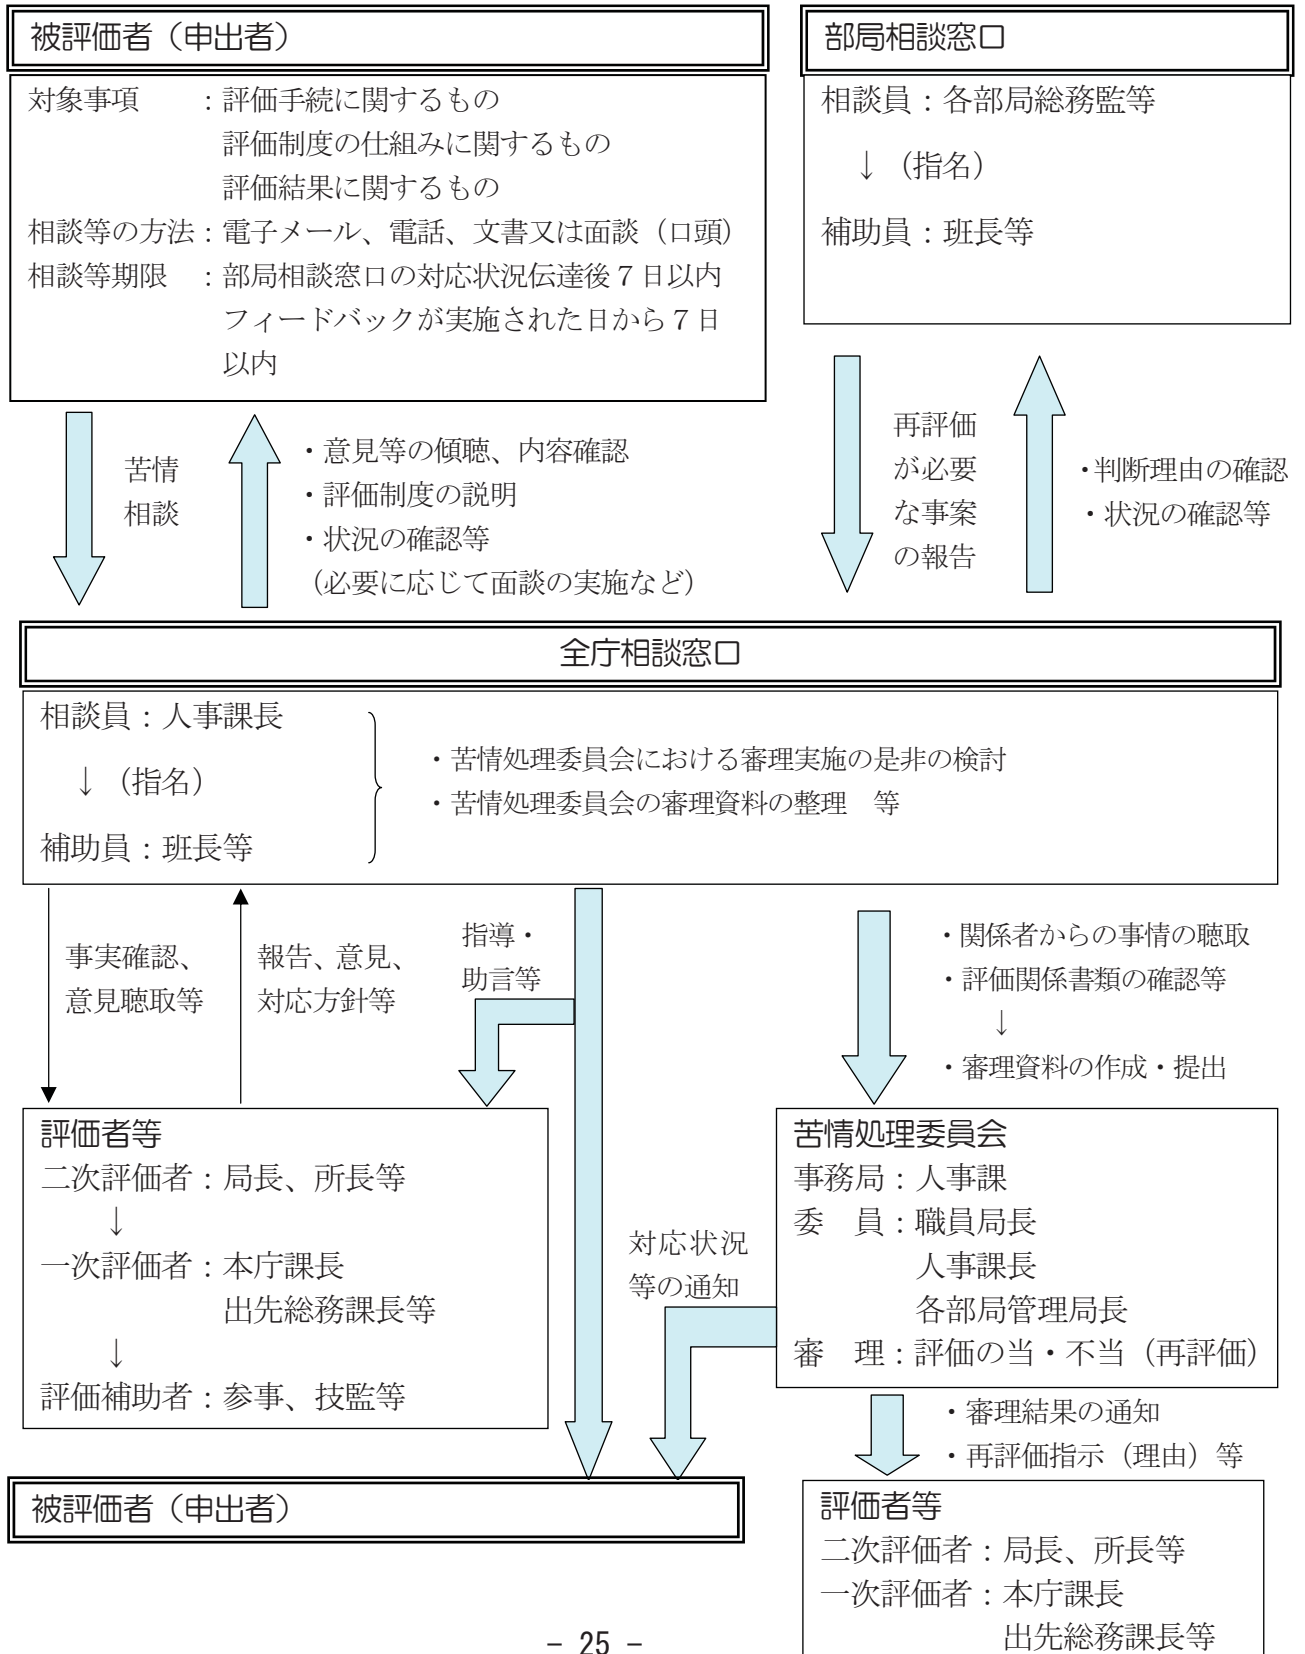 被評価者（申出者）
対象事項　　：評価手続に関するもの
評価制度の仕組みに関するもの
評価結果に関するもの
相談等の方法：電子メール、電話、文書又は面談（口頭）
相談等期限　：部局相談窓口の対応状況伝達後７日以内
フィードバックが実施された日から７日
以内
部局相談窓口
相談員：各部局総務監等
↓（指名）
補助員：班長等
苦情
相談
・意見等の傾聴、内容確認
・評価制度の説明
・状況の確認等
（必要に応じて面談の実施など）
再評価
が必要
な事案
の報告
・判断理由の確認
・状況の確認等
全庁相談窓口
相談員：人事課長
↓（指名）
補助員：班長等
・苦情処理委員会における審理実施の是非の検討
・苦情処理委員会の審理資料の整理　等
事実確認、
意見聴取等
報告、意見、
対応方針等
指導・
助言等
・関係者からの事情の聴取
・評価関係書類の確認等
↓
・審理資料の作成・提出
評価者等
二次評価者：局長、所長等
↓
一次評価者：本庁課長
出先総務課長等
↓
評価補助者：参事、技監等
対応状況
等の通知
苦情処理委員会
事務局：人事課
委　員：職員局長
人事課長
各部局管理局長
審　理：評価の当・不当（再評価）
・審理結果の通知
・再評価指示（理由）等
被評価者（申出者）
評価者等
二次評価者：局長、所長等
一次評価者：本庁課長
出先総務課長等
－ 25 －